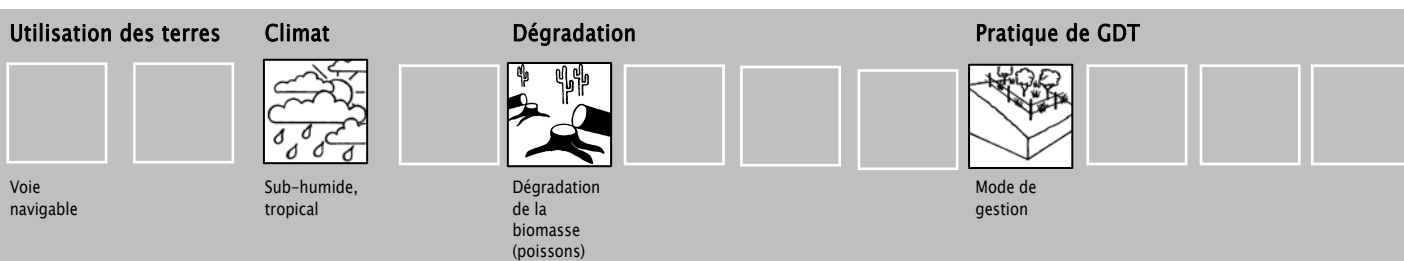 Utilisation des terres
Climat
Dégradation
Pratique de GDT
Voie
navigable
Sub-humide,
tropical
Dégradation
de la
biomasse
(poissons)
Mode de
gestion